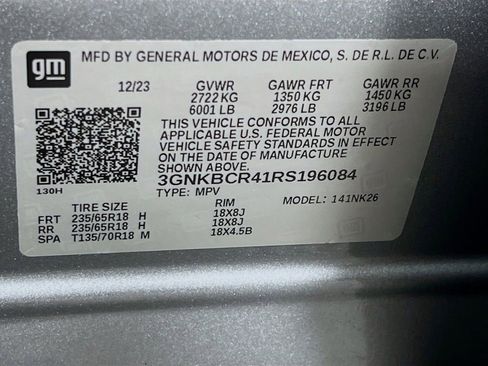 gm
MFD BY GENERAL MOTORS DE MEXICO, S. DE R.L. DE C.V.
12/23 GVWR GAWR FRT GAWR RR
2722 KG 1350 KG 1450 KG
6001 LB 2976 LB 3196 LB
THIS VEHICLE CONFORMS TO ALL
APPLICABLE U.S. FEDERAL MOTOR
VEHICLE SAFETY STANDARDS IN EFFECT
ON THE DATE OF MANUFACTURE
SHOWN ABOVE.
3GNKBCR41RS196084
130H TYPE: MPV MODEL: 141NK26
TIRE SIZE RIM
FRT 235/65R18 H 18X8J
RR 235/65R18 H 18X8J
SPA T135/70R18 M 18X4.5B